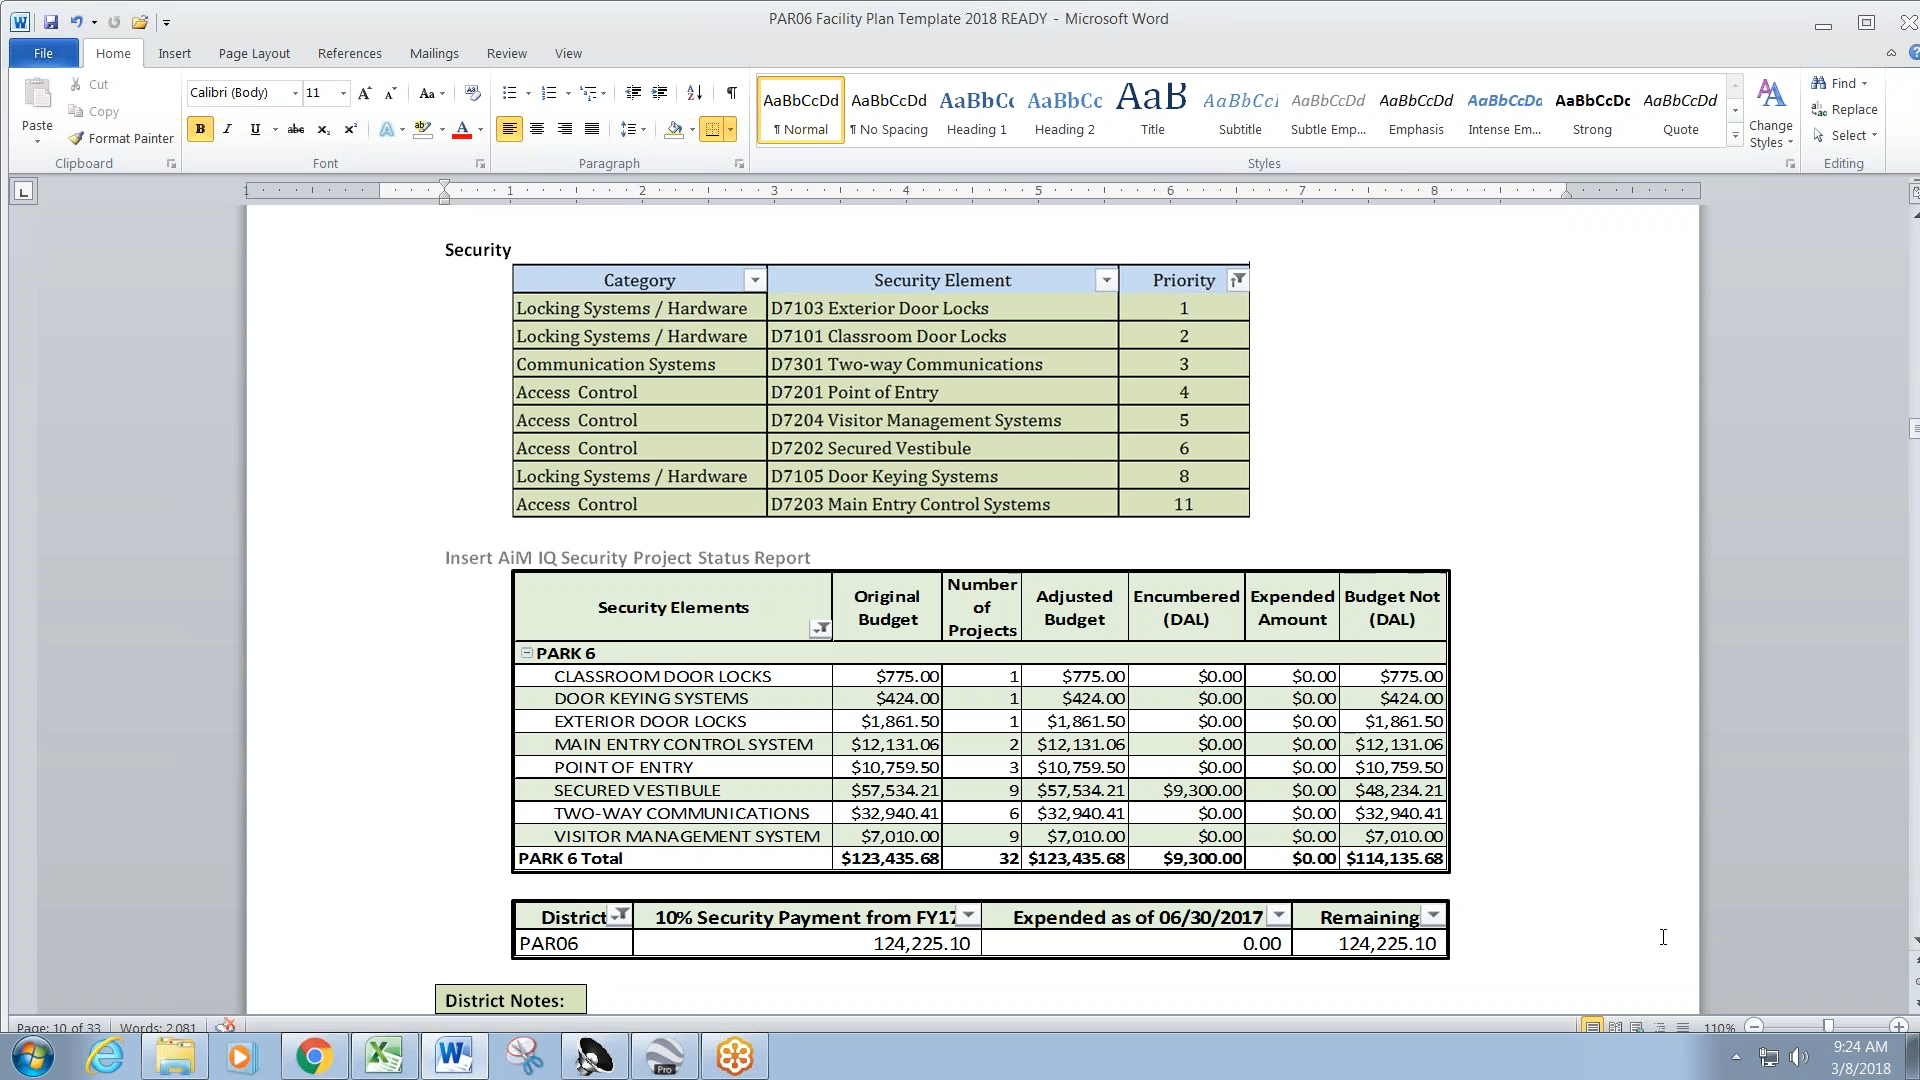 PAR06 Facility Plan Template 2018 READY - Microsoft Word
File Home Insert Page Layout References Mailings Review View
Paste Cut Copy Format Painter
Calibri (Body) 11
AaBbCcDd AaBbCcDd AaBbCc AaBbCc AaB AaBbCcl AaBbCcDd AaBbCcDd AaBbCcDd AaBbCcDc AaBbCcDd
¶ Normal ¶ No Spacing Heading 1 Heading 2 Title Subtitle Subtle Emp... Emphasis Intense Em... Strong Quote
Change Styles
Find
Replace
Select
Clipboard Font Paragraph Styles Editing
1 1 2 3 4 5 6 7 8
Security
Category Security Element Priority
Locking Systems / Hardware D7103 Exterior Door Locks 1
Locking Systems / Hardware D7101 Classroom Door Locks 2
Communication Systems D7301 Two-way Communications 3
Access Control D7201 Point of Entry 4
Access Control D7204 Visitor Management Systems 5
Access Control D7202 Secured Vestibule 6
Locking Systems / Hardware D7105 Door Keying Systems 8
Access Control D7203 Main Entry Control Systems 11
Insert AiM IQ Security Project Status Report
Security Elements Original Budget Number of Projects Adjusted Budget Encumbered (DAL) Expended Amount Budget Not (DAL)
PARK 6
CLASSROOM DOOR LOCKS $775.00 1 $775.00 $0.00 $0.00 $775.00
DOOR KEYING SYSTEMS $424.00 1 $424.00 $0.00 $0.00 $424.00
EXTERIOR DOOR LOCKS $1,861.50 1 $1,861.50 $0.00 $0.00 $1,861.50
MAIN ENTRY CONTROL SYSTEM $12,131.06 2 $12,131.06 $0.00 $0.00 $12,131.06
POINT OF ENTRY $10,759.50 3 $10,759.50 $0.00 $0.00 $10,759.50
SECURED VESTIBULE $57,534.21 9 $57,534.21 $9,300.00 $0.00 $48,234.21
TWO-WAY COMMUNICATIONS $32,940.41 6 $32,940.41 $0.00 $0.00 $32,940.41
VISITOR MANAGEMENT SYSTEM $7,010.00 9 $7,010.00 $0.00 $0.00 $7,010.00
PARK 6 Total $123,435.68 32 $123,435.68 $9,300.00 $0.00 $114,135.68
District 10% Security Payment from FY17 Expended as of 06/30/2017 Remaining
PAR06 124,225.10 0.00 124,225.10
District Notes:
Page: 10 of 33 Words: 2,081 110%
Pro
9:24 AM
3/8/2018